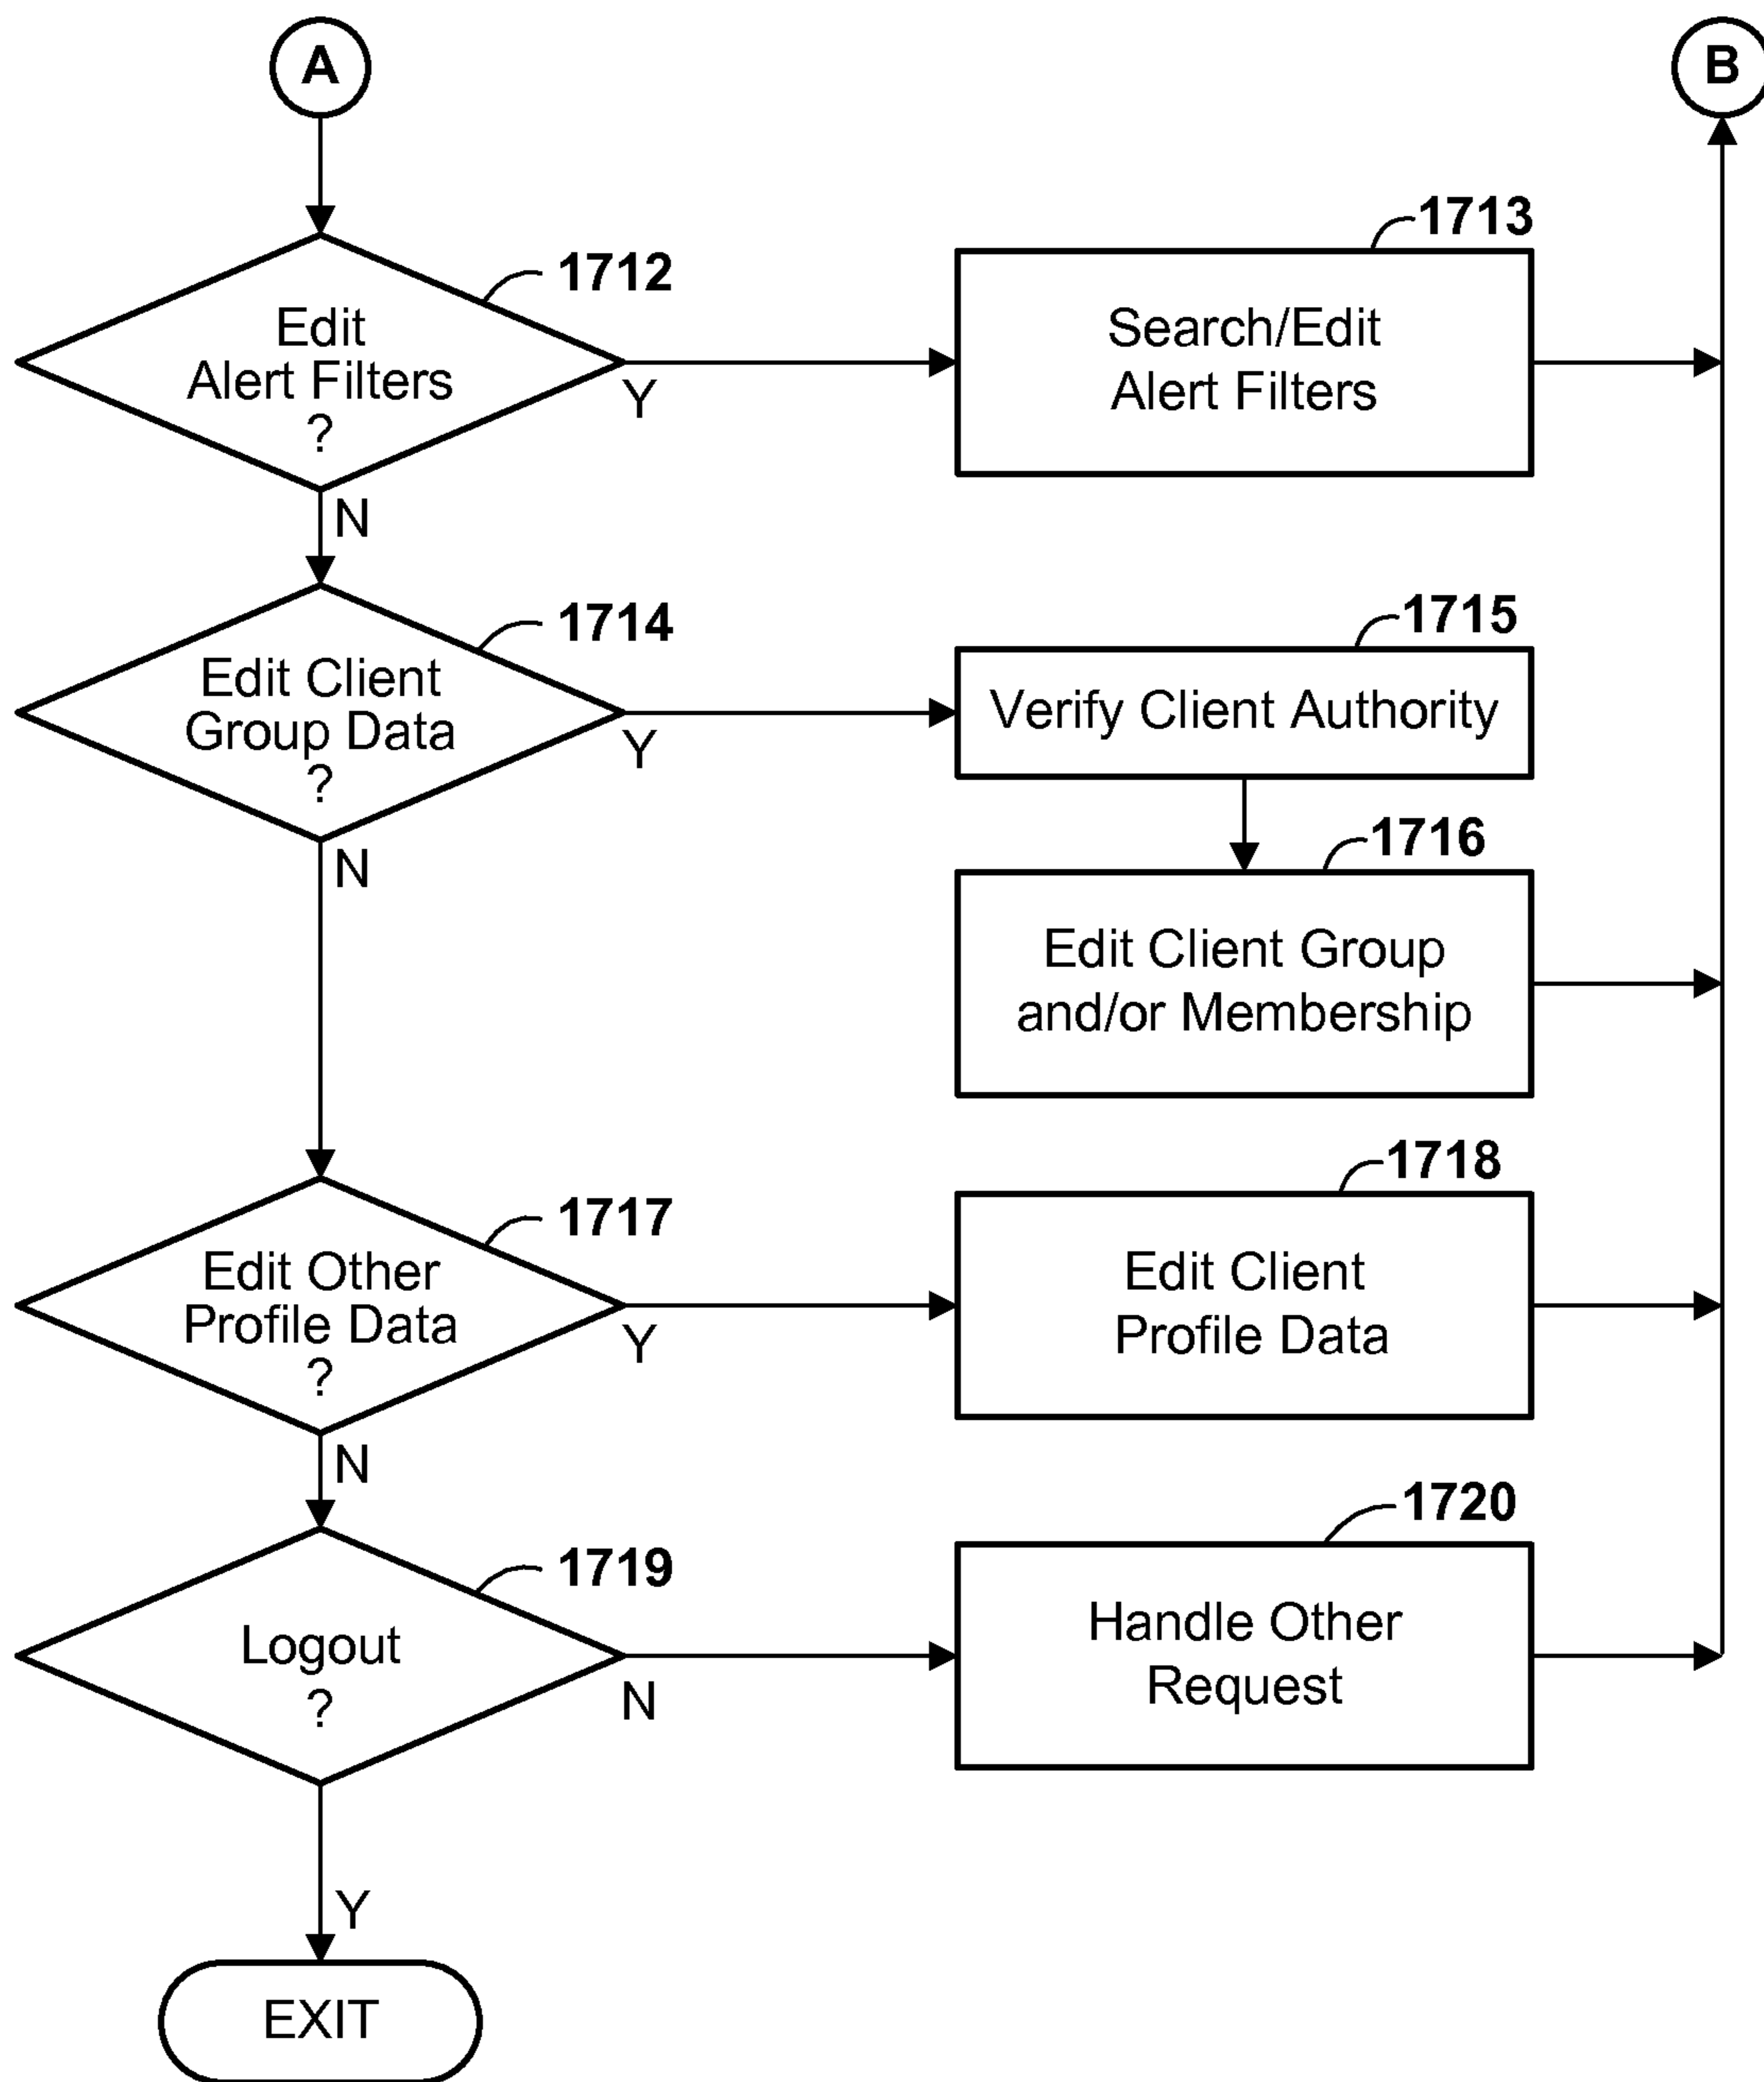 A
B
1712
Edit
Alert Filters
?
Y
N
1713
Search/Edit
Alert Filters
1714
Edit Client
Group Data
?
Y
N
1715
Verify Client Authority
1716
Edit Client Group
and/or Membership
1717
Edit Other
Profile Data
?
Y
N
1718
Edit Client
Profile Data
1719
Logout
?
N
Y
1720
Handle Other
Request
EXIT